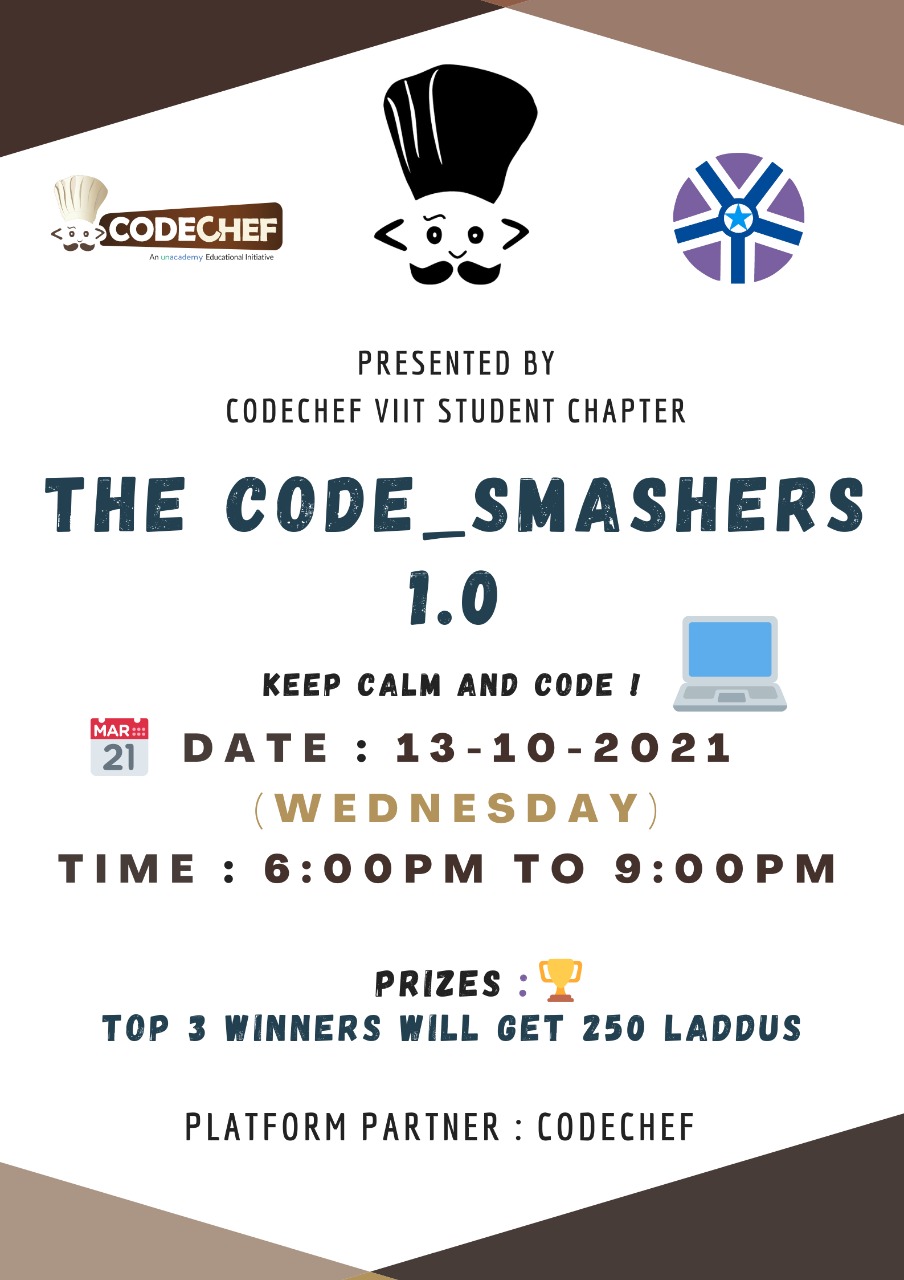 CODECHEF
An unacademy Educational Initiative
PRESENTED BY
CODECHEF VIIT STUDENT CHAPTER
THE CODE_SMASHERS
1.0
KEEP CALM AND CODE !
MAR
21
DATE : 13-10-2021
(WEDNESDAY)
TIME : 6:00PM TO 9:00PM
PRIZES :
TOP 3 WINNERS WILL GET 250 LADDUS
PLATFORM PARTNER : CODECHEF